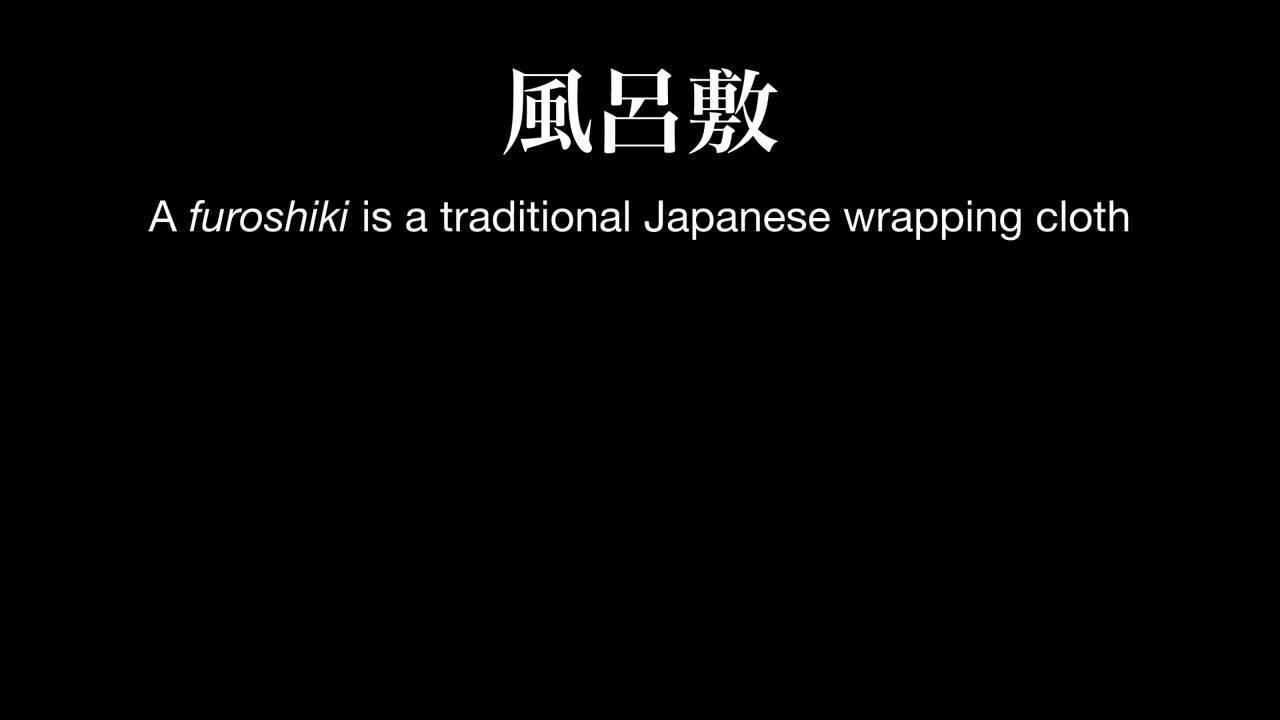 風呂敷
A furoshiki is a traditional Japanese wrapping cloth